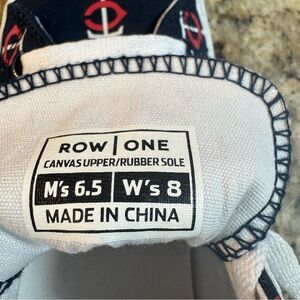 ROW | ONE
CANVAS UPPER/RUBBER SOLE
M's 6.5 W's 8
MADE IN CHINA